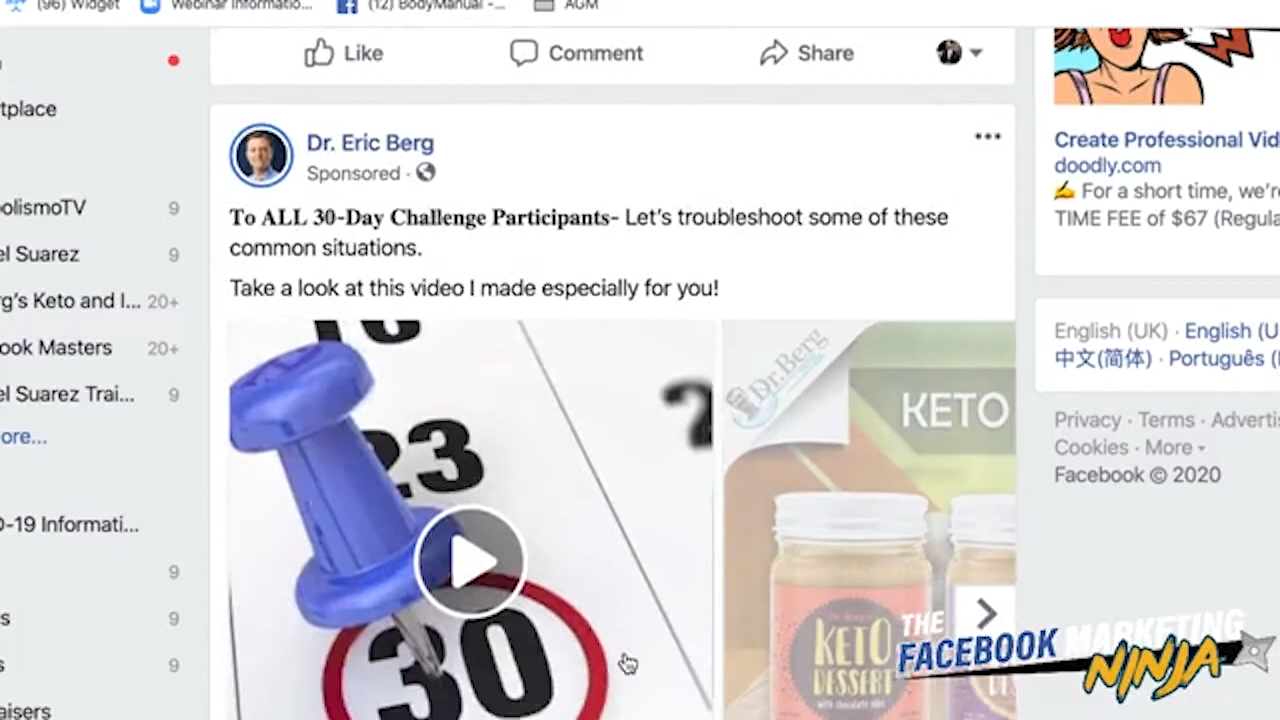 (96) Widget
Webinar Informatio...
(12) BodyManual -...
AGM
Like
Comment
Share
tplace
olismoTV 9
el Suarez 9
rg's Keto and I... 20+
ook Masters 20+
el Suarez Trai... 9
ore...
D-19 Informati...
9
s 9
s 9
aisers
Dr. Eric Berg
Sponsored ·
To ALL 30-Day Challenge Participants- Let's troubleshoot some of these
common situations.
Take a look at this video I made especially for you!
23
30
Dr.Berg
KETO
KETO
DESSERT
THE
FACEBOOK MARKETING
NINJA
Create Professional Vid
doodly.com
✍ For a short time, we're
TIME FEE of $67 (Regula
English (UK) · English (U
中文(简体) · Português (
Privacy · Terms · Adverti
Cookies · More
Facebook © 2020